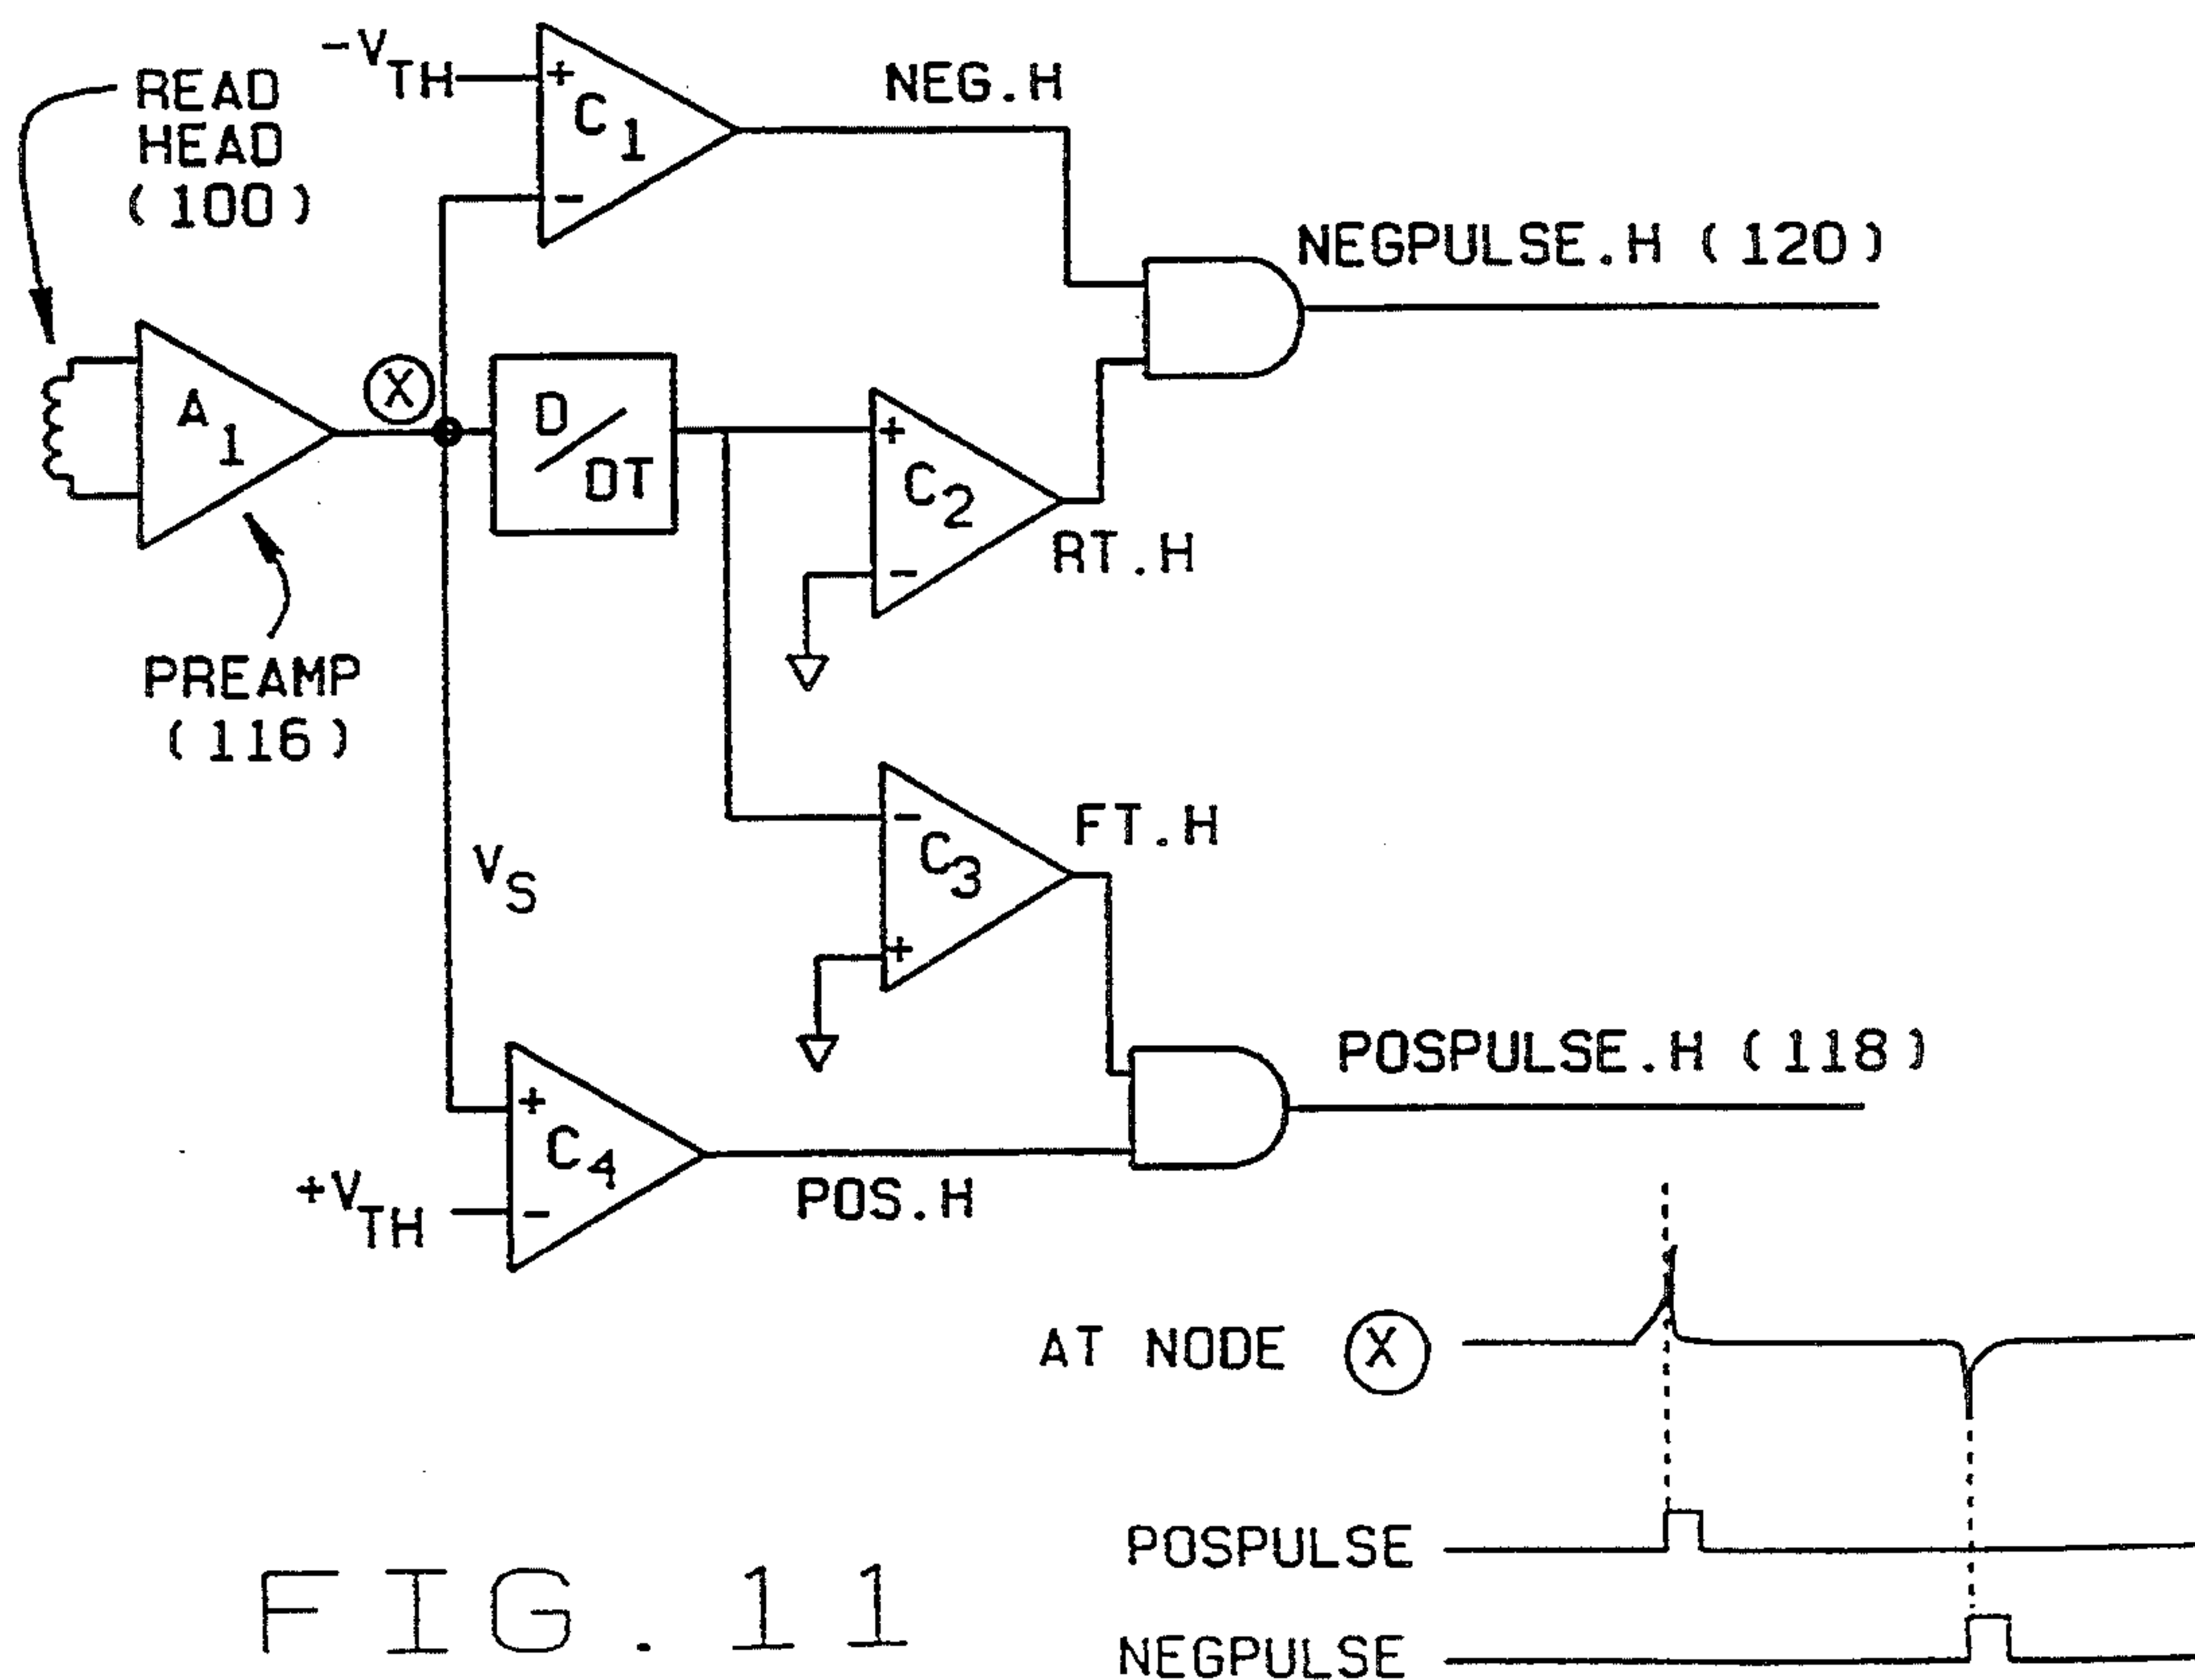 -VTH
READ
HEAD
(100)
+
C1
-
NEG.H
NEGPULSE.H (120)
A1
X
D/DT
+
C2
-
RT.H
PREAMP
(116)
VS
-
C3
+
FT.H
POSPULSE.H (118)
+
C4
-
+VTH
POS.H
AT NODE X
POSPULSE
NEGPULSE
FIG. 11